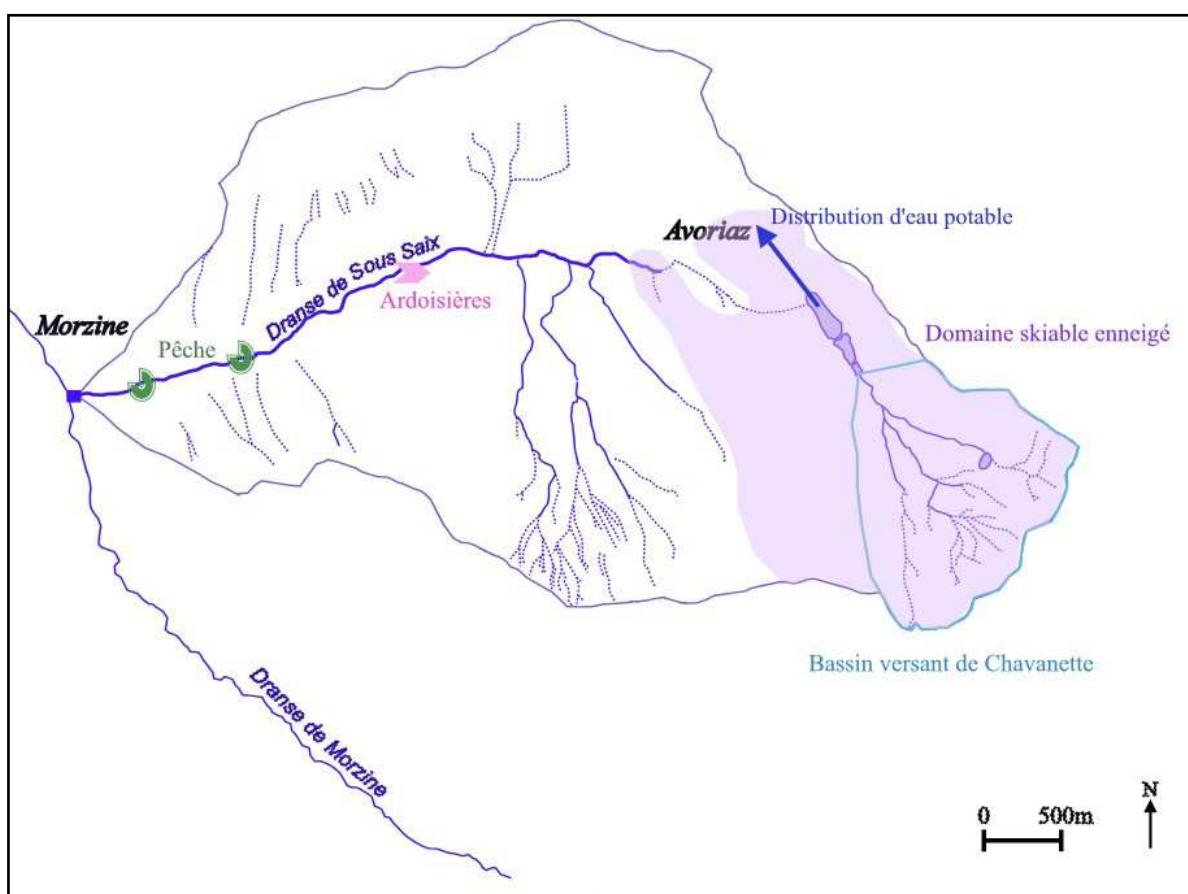 Avoriaz
Distribution d'eau potable
Dranse de Sous Saix
Ardoisières
Morzine
Pêche
Domaine skiable enneigé
Bassin versant de Chavanette
Dranse de Morzine
0 500m
N